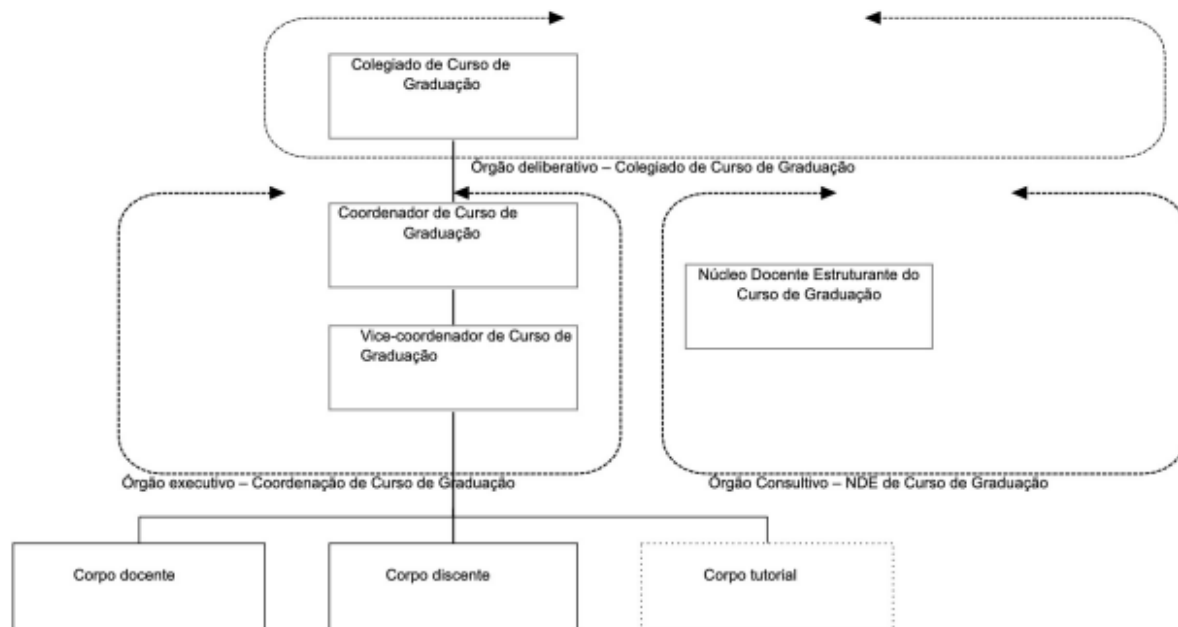 Colegiado de Curso de
Graduação
Órgão deliberativo – Colegiado de Curso de Graduação
Coordenador de Curso de
Graduação
Núcleo Docente Estruturante do
Curso de Graduação
Vice-coordenador de Curso de
Graduação
Órgão executivo – Coordenação de Curso de Graduação
Órgão Consultivo – NDE de Curso de Graduação
Corpo docente
Corpo discente
Corpo tutorial